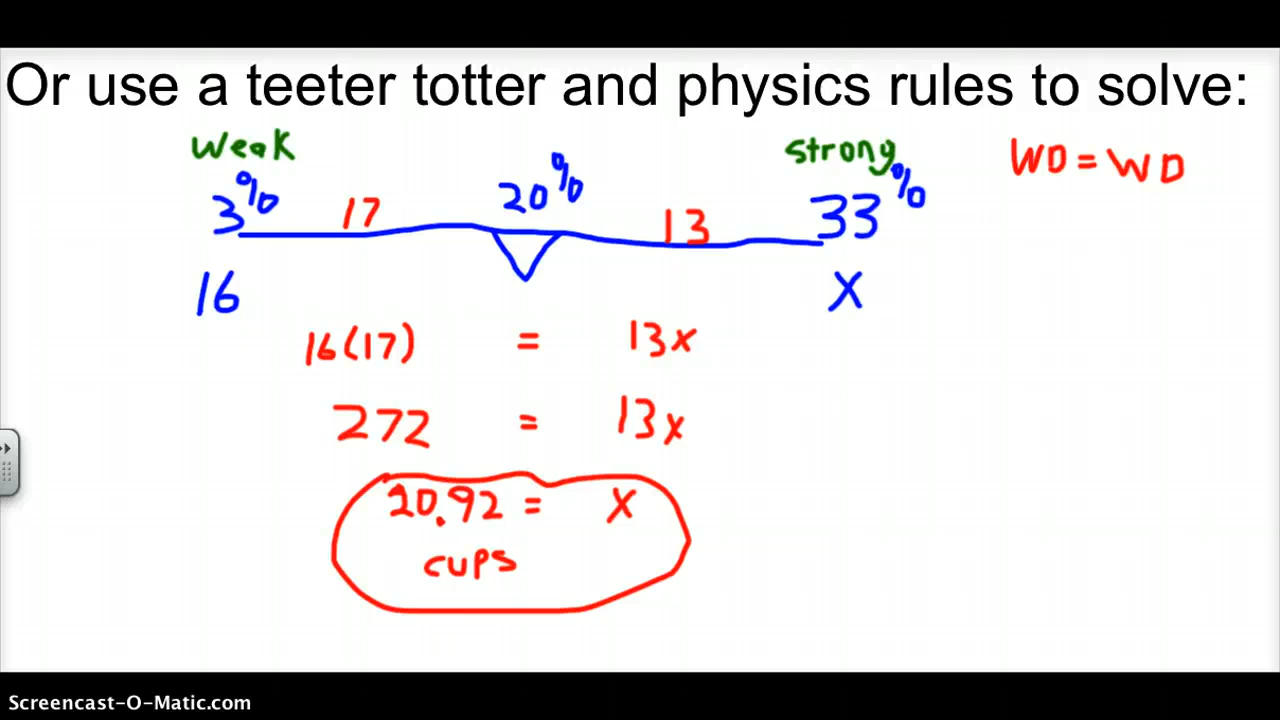 Or use a teeter totter and physics rules to solve:
weak strong WD = WD
3% 17 20% 13 33%
16 X
16(17) = 13x
272 = 13x
20.92 = X
cups
Screencast-O-Matic.com